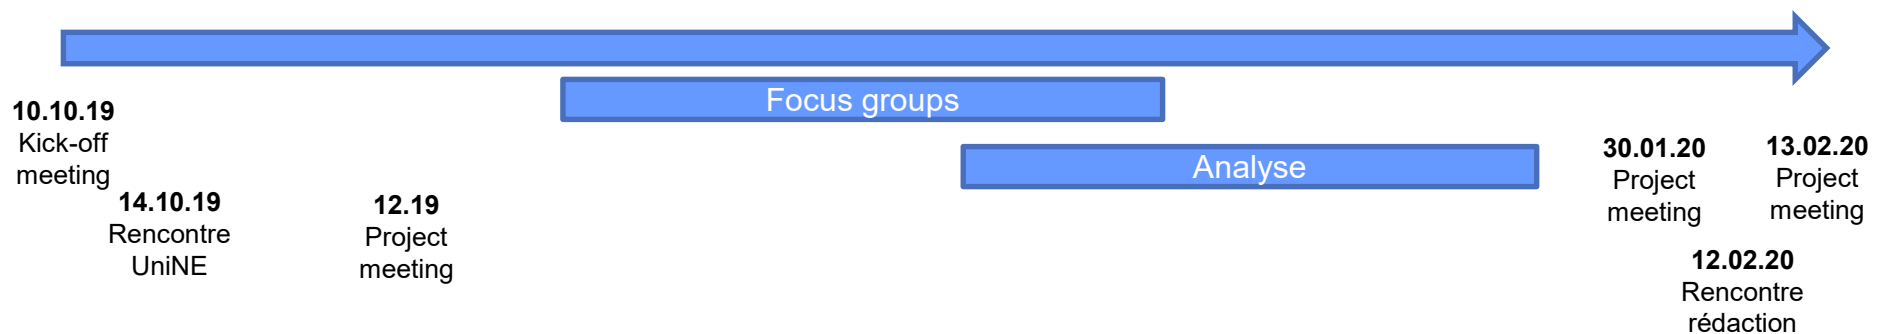 Focus groups
Analyse
10.10.19
Kick-off
meeting
14.10.19
Rencontre
UniNE
12.19
Project
meeting
30.01.20
Project
meeting
12.02.20
Rencontre
rédaction
13.02.20
Project
meeting